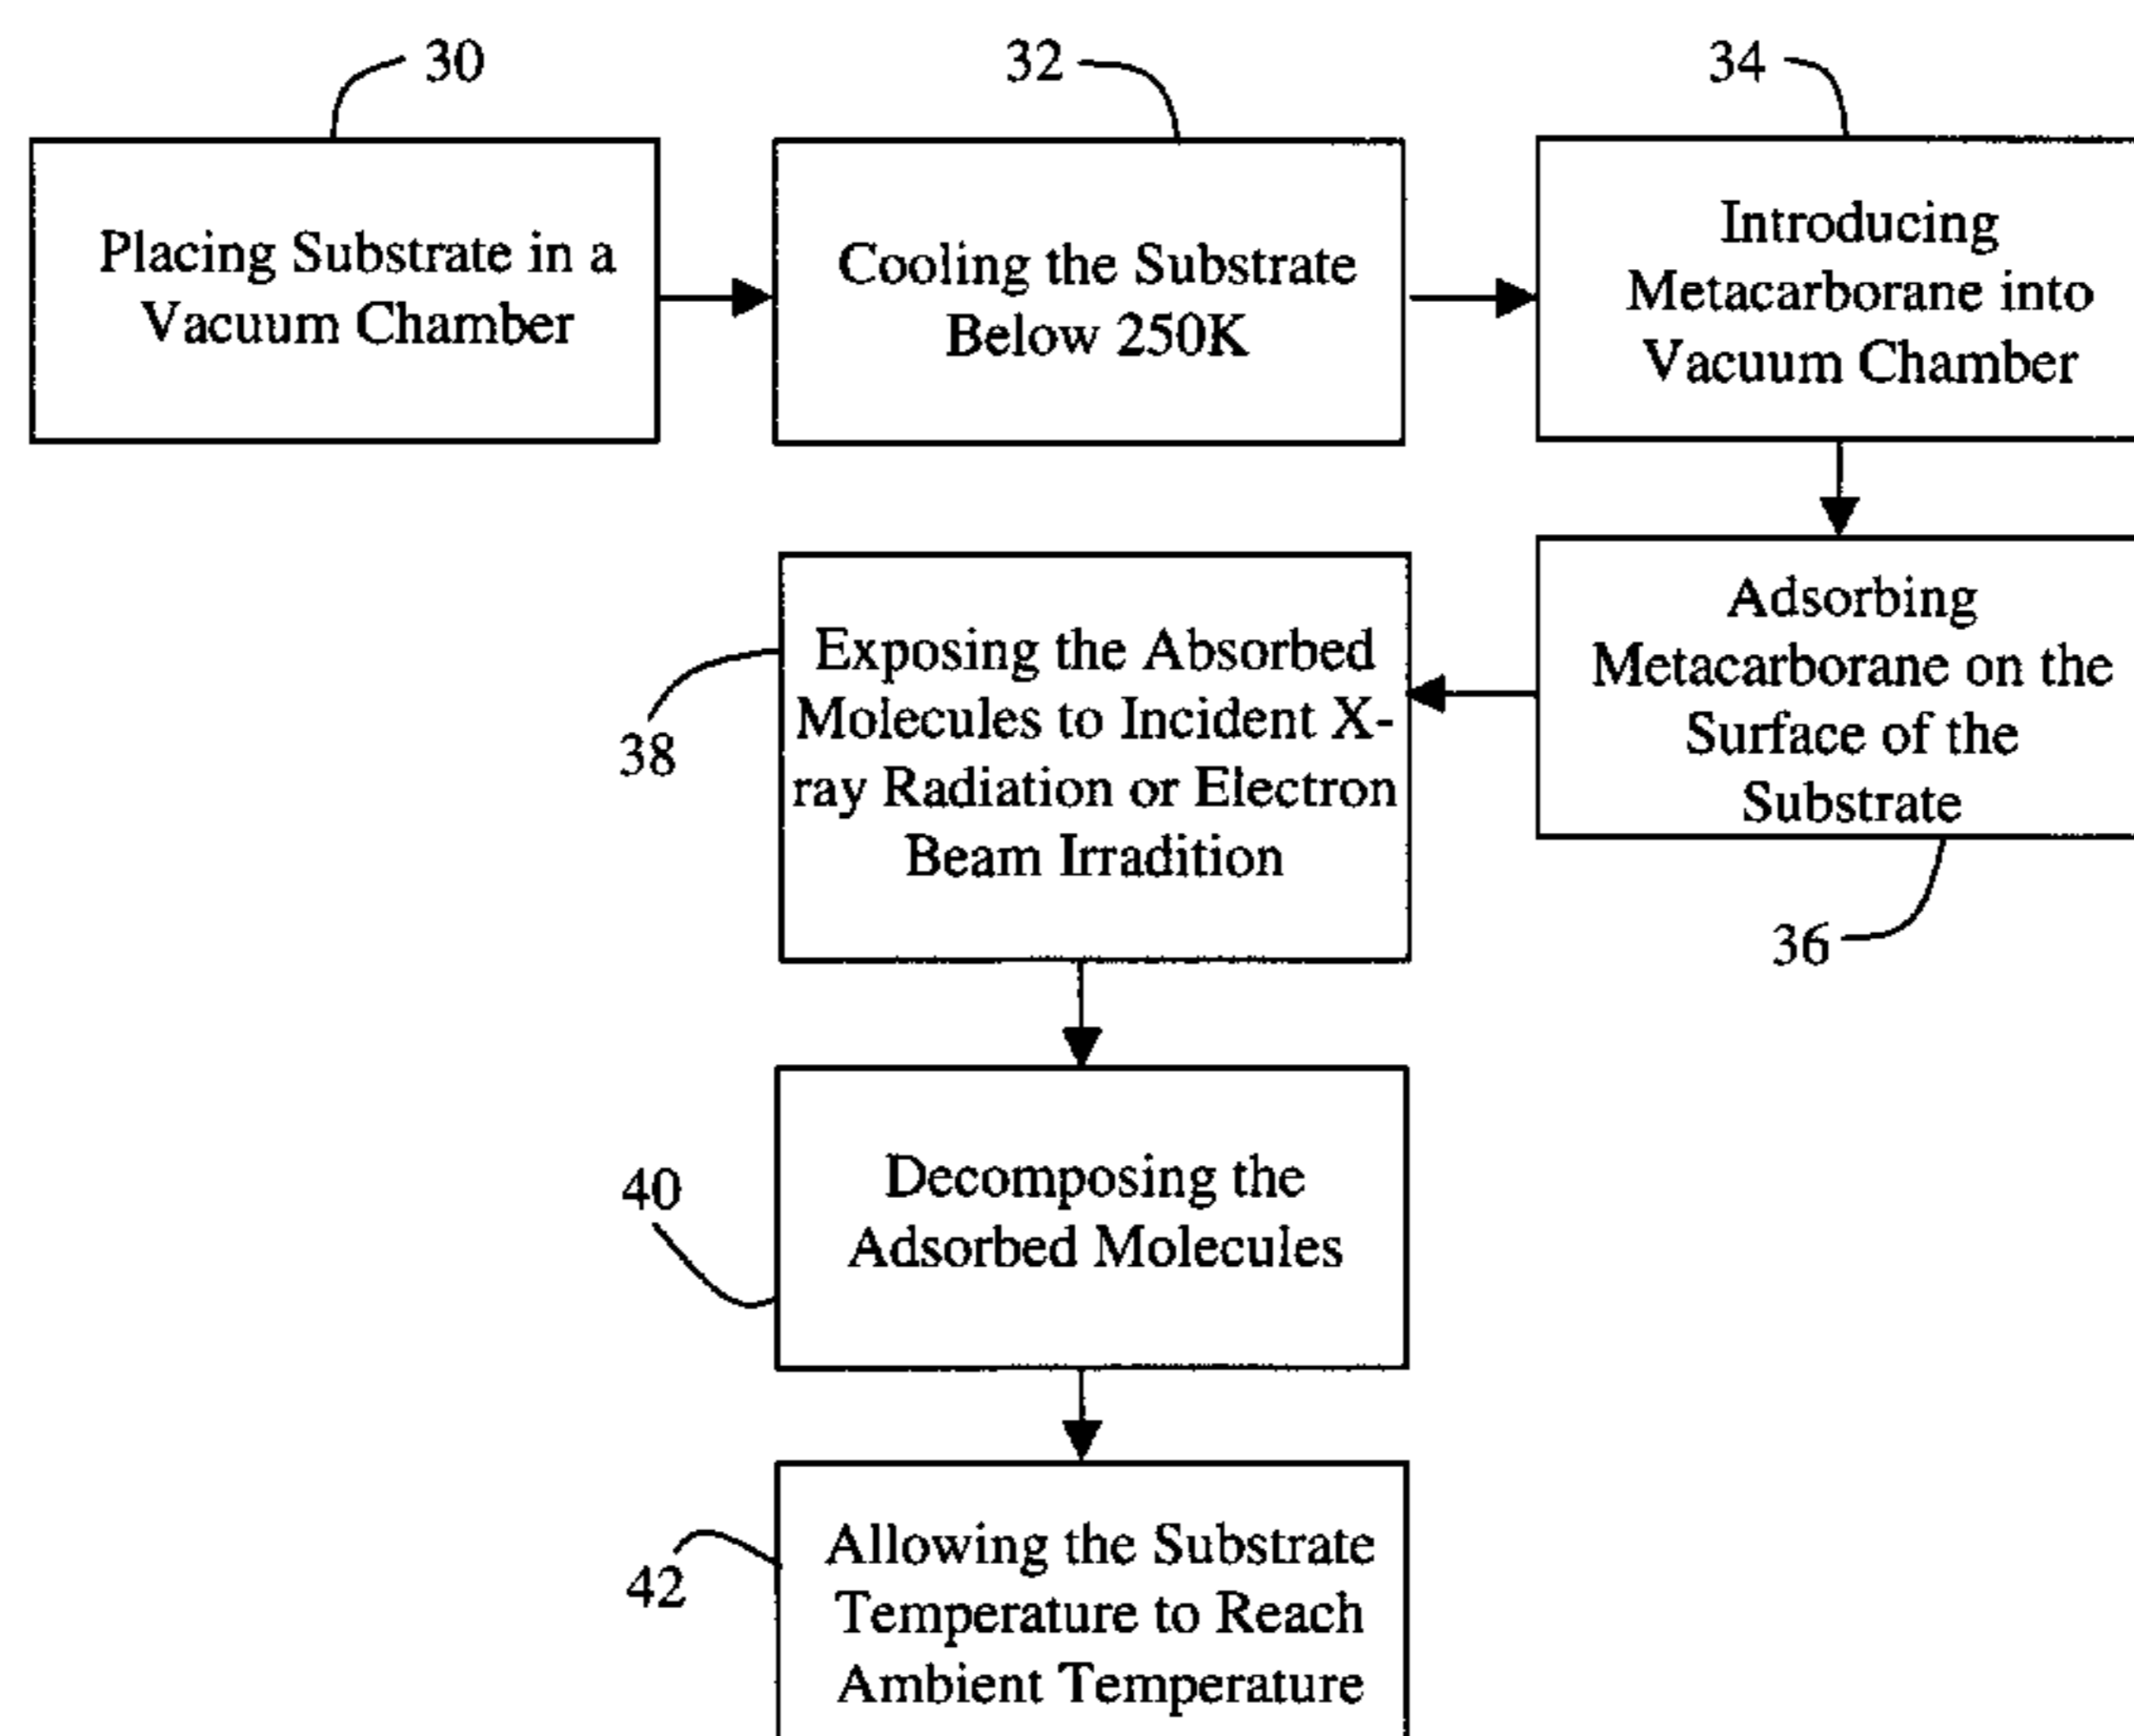 30
32
34
Placing Substrate in a
Vacuum Chamber
Cooling the Substrate
Below 250K
Introducing
Metacarborane into
Vacuum Chamber
Adsorbing
Metacarborane on the
Surface of the
Substrate
36
Exposing the Absorbed
Molecules to Incident X-
ray Radiation or Electron
Beam Irradition
38
Decomposing the
Adsorbed Molecules
40
Allowing the Substrate
Temperature to Reach
Ambient Temperature
42